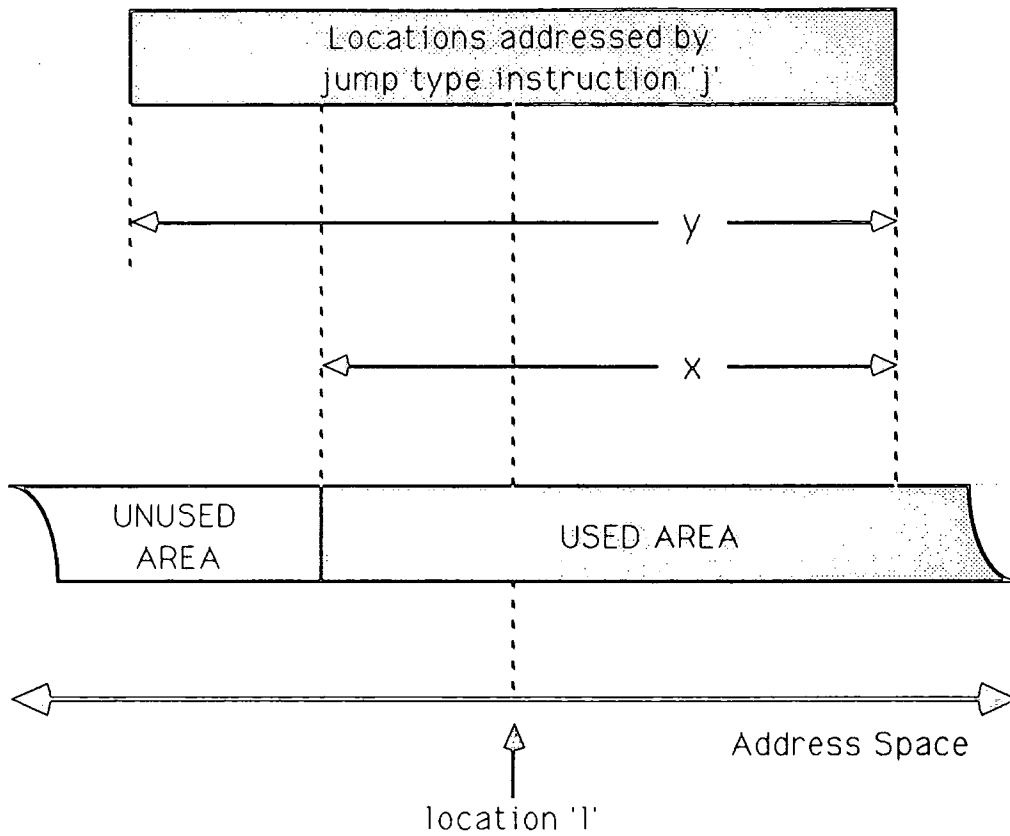 Locations addressed by
jump type instruction 'j'
y
x
UNUSED
AREA
USED AREA
Address Space
location 'l'